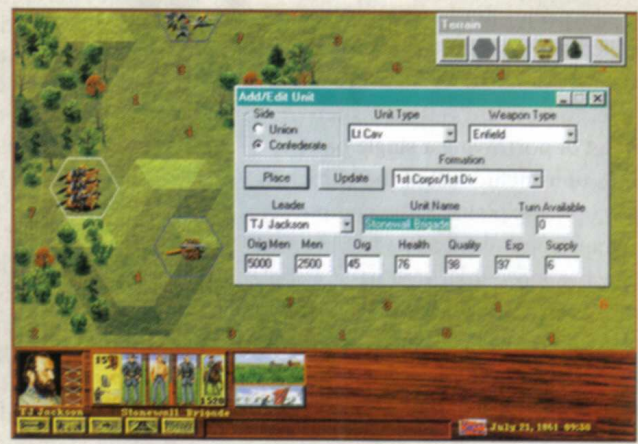 Terrain
Add/Edit Unit
Side
Union
Confederate
Unit Type
Lt Cav
Weapon Type
Enfield
Place
Update
Formation
1st Corps/1st Div
Leader
TJ Jackson
Unit Name
Stonewall Brigade
Turn Available
0
Orig Men Men Org Health Quality Exp Supply
5000 2500 45 76 98 97 6
TJ Jackson
Stonewall Brigade
1520
July 21, 1861 09:50